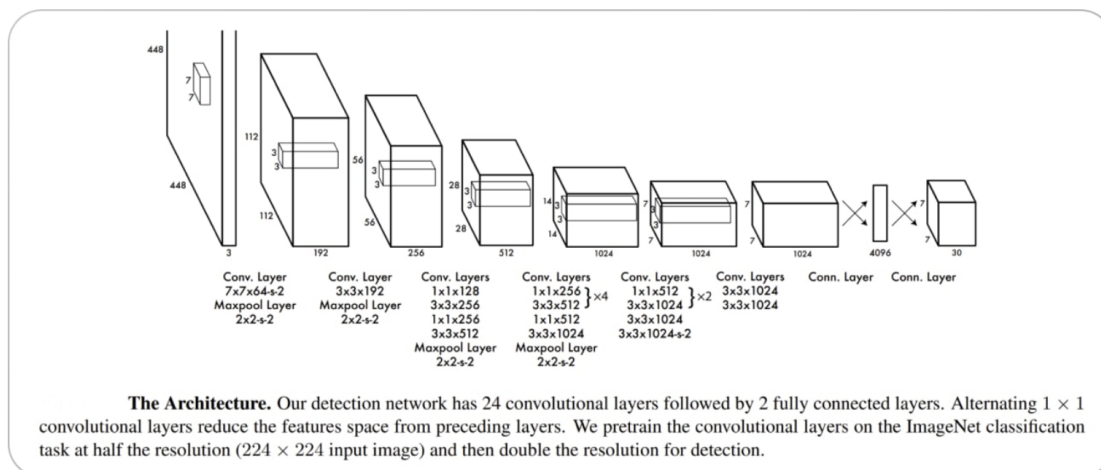 448
7
7
448
3
112
3
3
112
192
56
3
3
56
256
28
3
3
28
512
14
3
3
14
1024
7
3
3
7
1024
7
7
1024
4096
7
7
30
Conv. Layer
7x7x64-s-2
Maxpool Layer
2x2-s-2
Conv. Layer
3x3x192
Maxpool Layer
2x2-s-2
Conv. Layers
1x1x128
3x3x256
1x1x256
3x3x512
Maxpool Layer
2x2-s-2
Conv. Layers
1x1x256
3x3x512 }×4
1x1x512
3x3x1024
Maxpool Layer
2x2-s-2
Conv. Layers
1x1x512
3x3x1024 }×2
3x3x1024
3x3x1024-s-2
Conv. Layers
3x3x1024
3x3x1024
Conn. Layer
Conn. Layer
The Architecture. Our detection network has 24 convolutional layers followed by 2 fully connected layers. Alternating 1 × 1
convolutional layers reduce the features space from preceding layers. We pretrain the convolutional layers on the ImageNet classification
task at half the resolution (224 × 224 input image) and then double the resolution for detection.